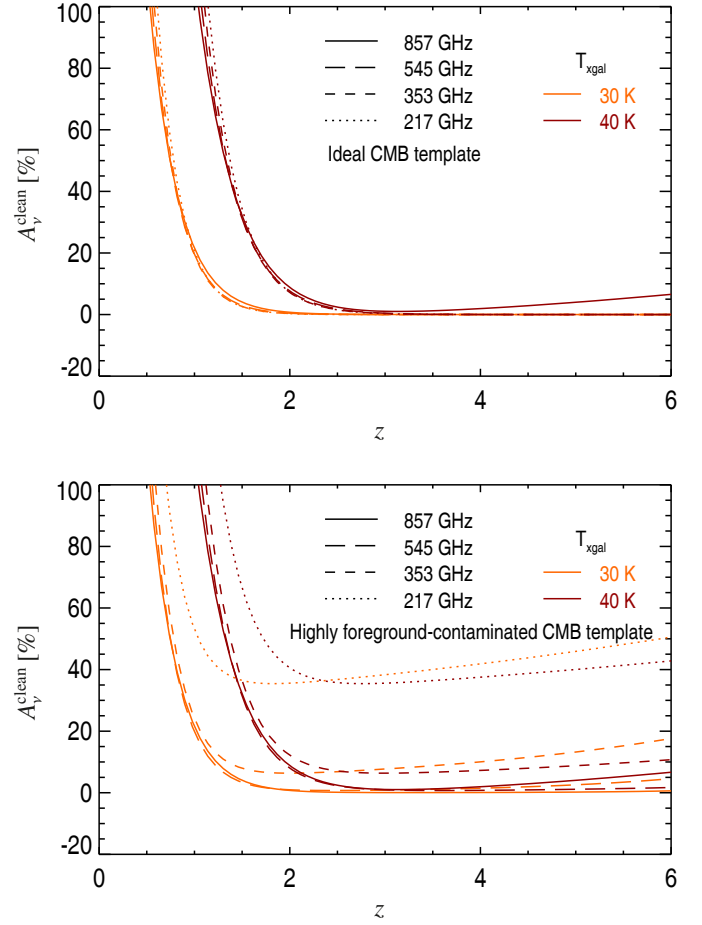 100
80
60
40
20
0
-20
A_ν^clean [%]
857 GHz
545 GHz
353 GHz
217 GHz
Ideal CMB template
T_xgal
30 K
40 K
0 2 4 6
z
100
80
60
40
20
0
-20
A_ν^clean [%]
857 GHz
545 GHz
353 GHz
217 GHz
Highly foreground-contaminated CMB template
T_xgal
30 K
40 K
0 2 4 6
z